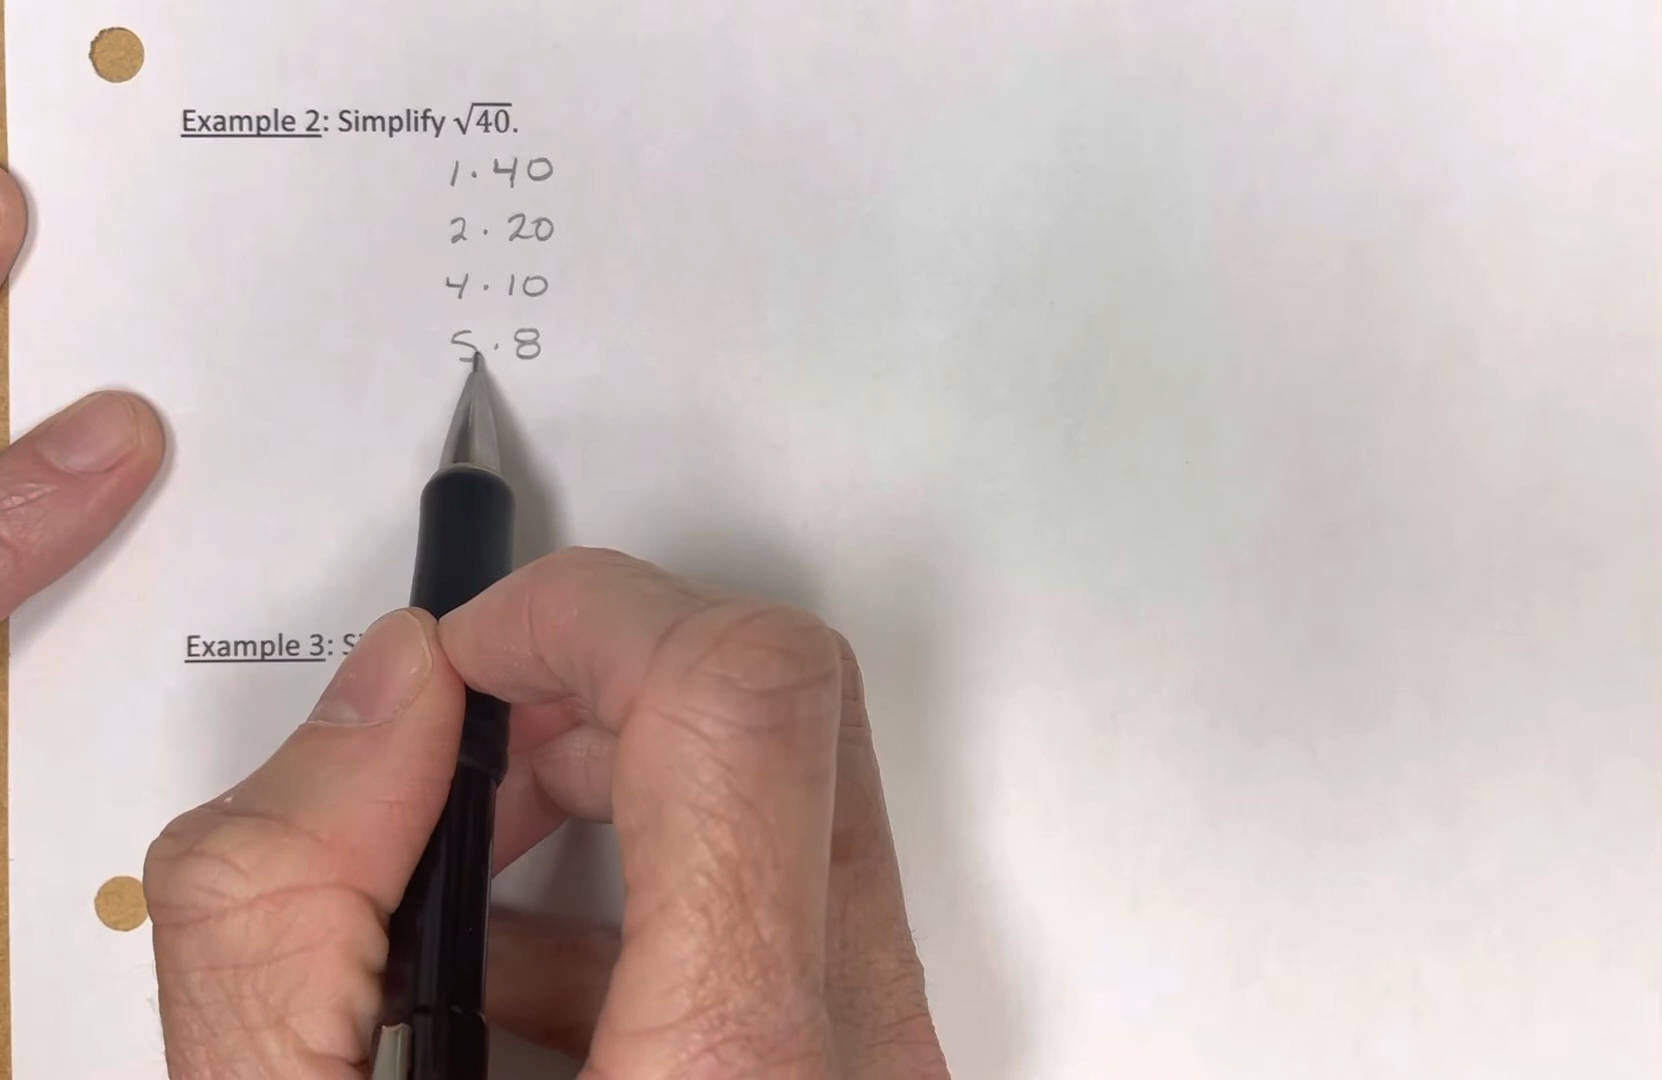 Example 2: Simplify √40.
1 · 40
2 · 20
4 · 10
5 · 8
Example 3: